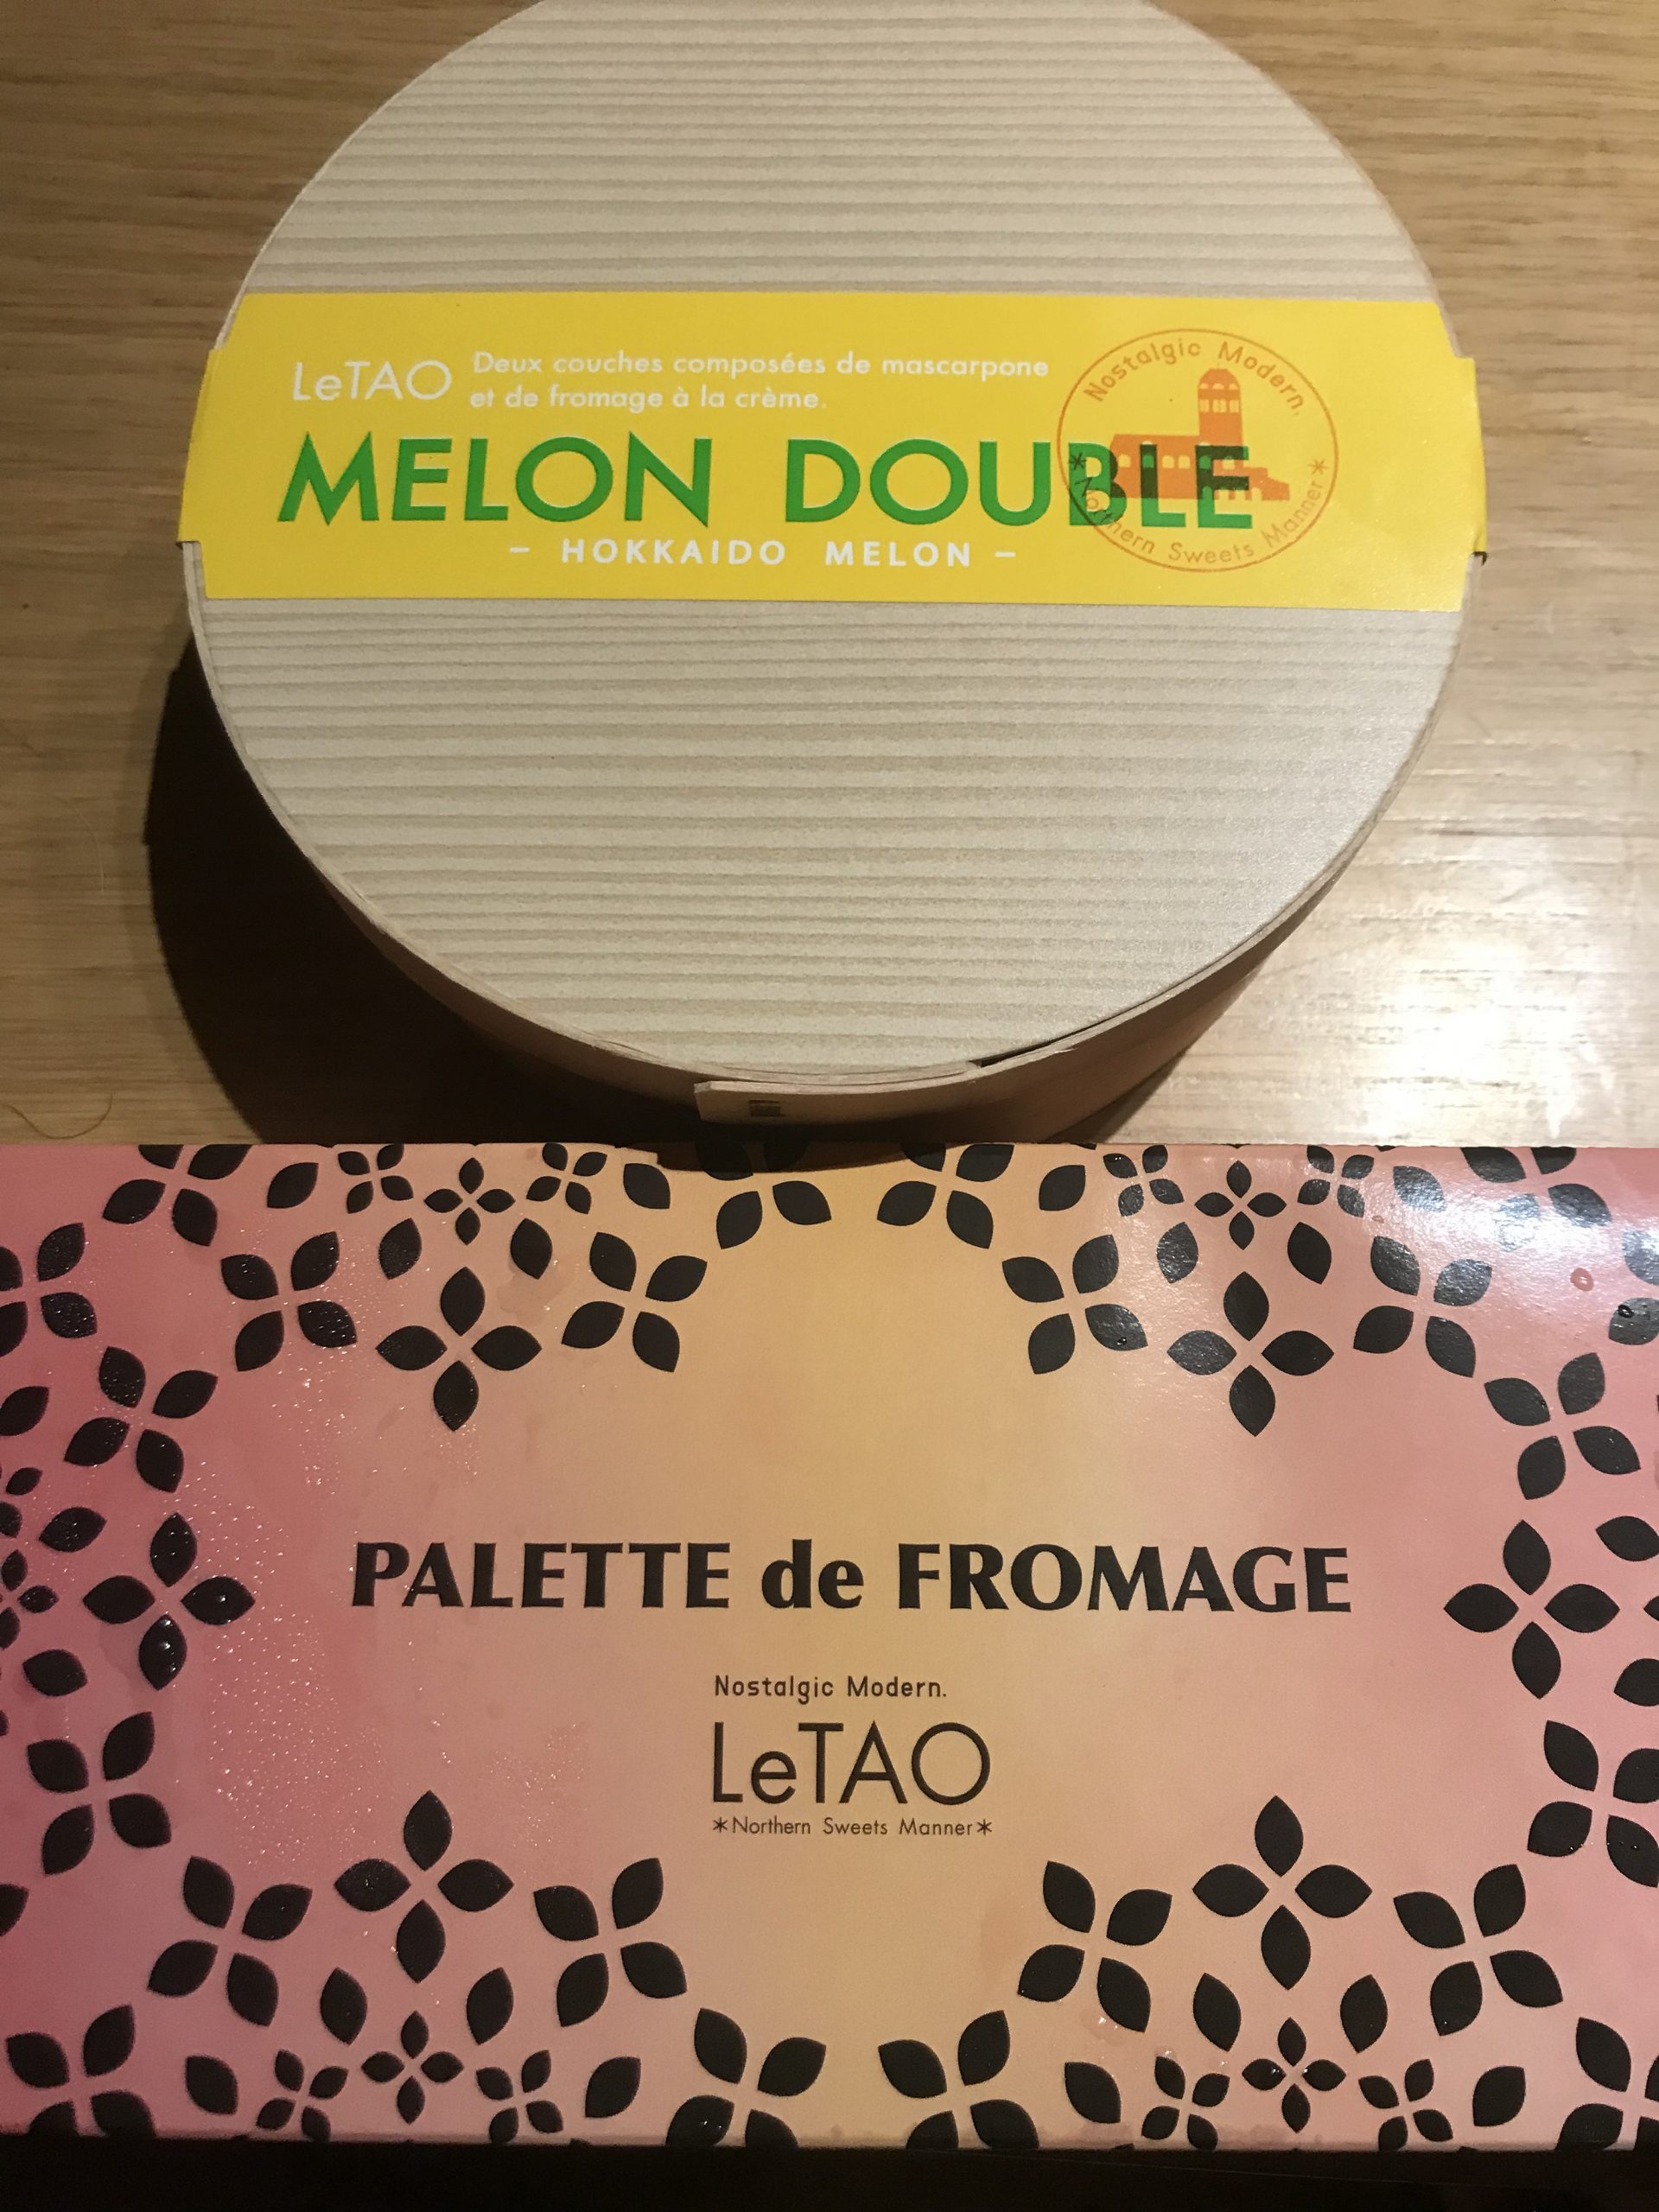 LeTAO
Deux couches composées de mascarpone
et de fromage à la crème.
MELON DOUBLE
– HOKKAIDO MELON –
Nostalgic Modern.
*Northern Sweets Manner*
PALETTE de FROMAGE
Nostalgic Modern.
LeTAO
*Northern Sweets Manner*